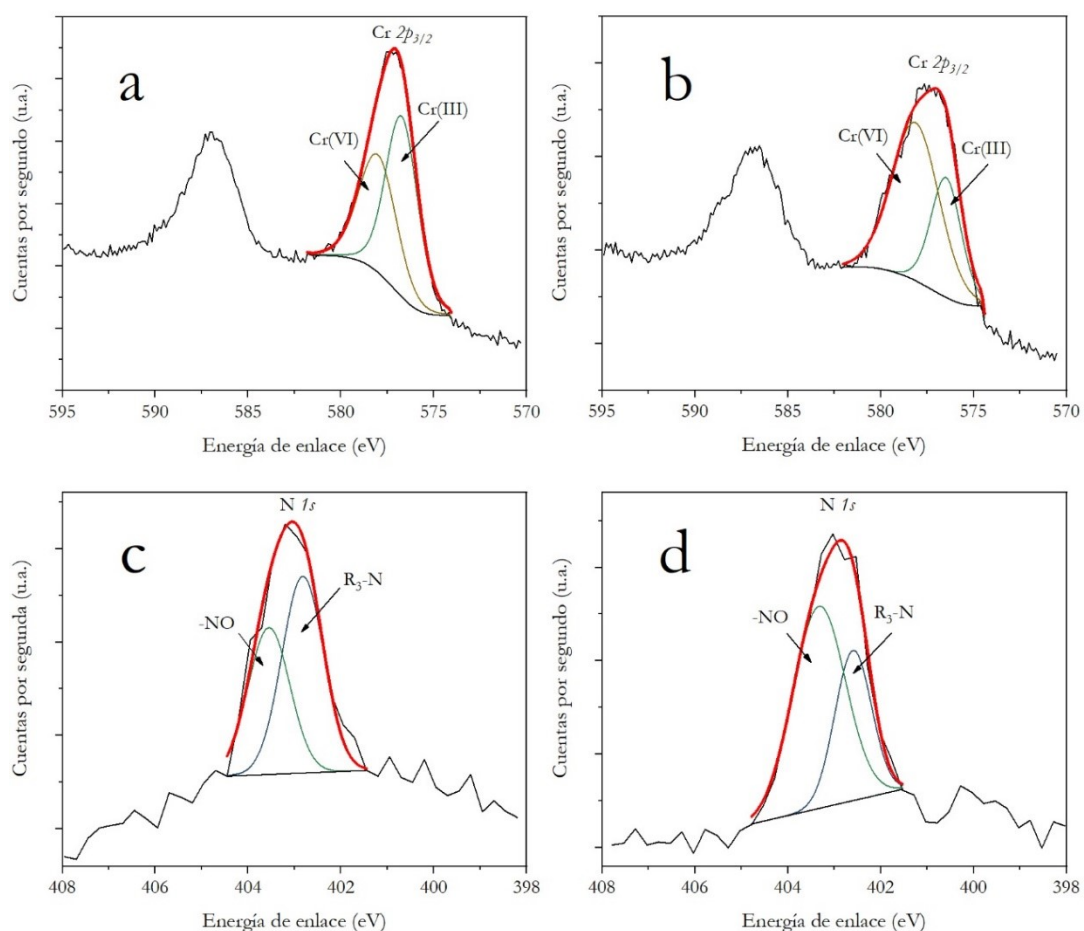 a
Cr 2p3/2
Cr(VI)
Cr(III)
Cuentas por segundo (u.a.)
595 590 585 580 575 570
Energía de enlace (eV)
b
Cr 2p3/2
Cr(VI)
Cr(III)
Cuentas por segundo (u.a.)
595 590 585 580 575 570
Energía de enlace (eV)
c
N 1s
-NO
R3-N
Cuentas por segunda (u.a.)
408 406 404 402 400 398
Energía de enlace (eV)
d
N 1s
-NO
R3-N
Cuentas por segundo (u.a.)
408 406 404 402 400 398
Energía de enlace (eV)